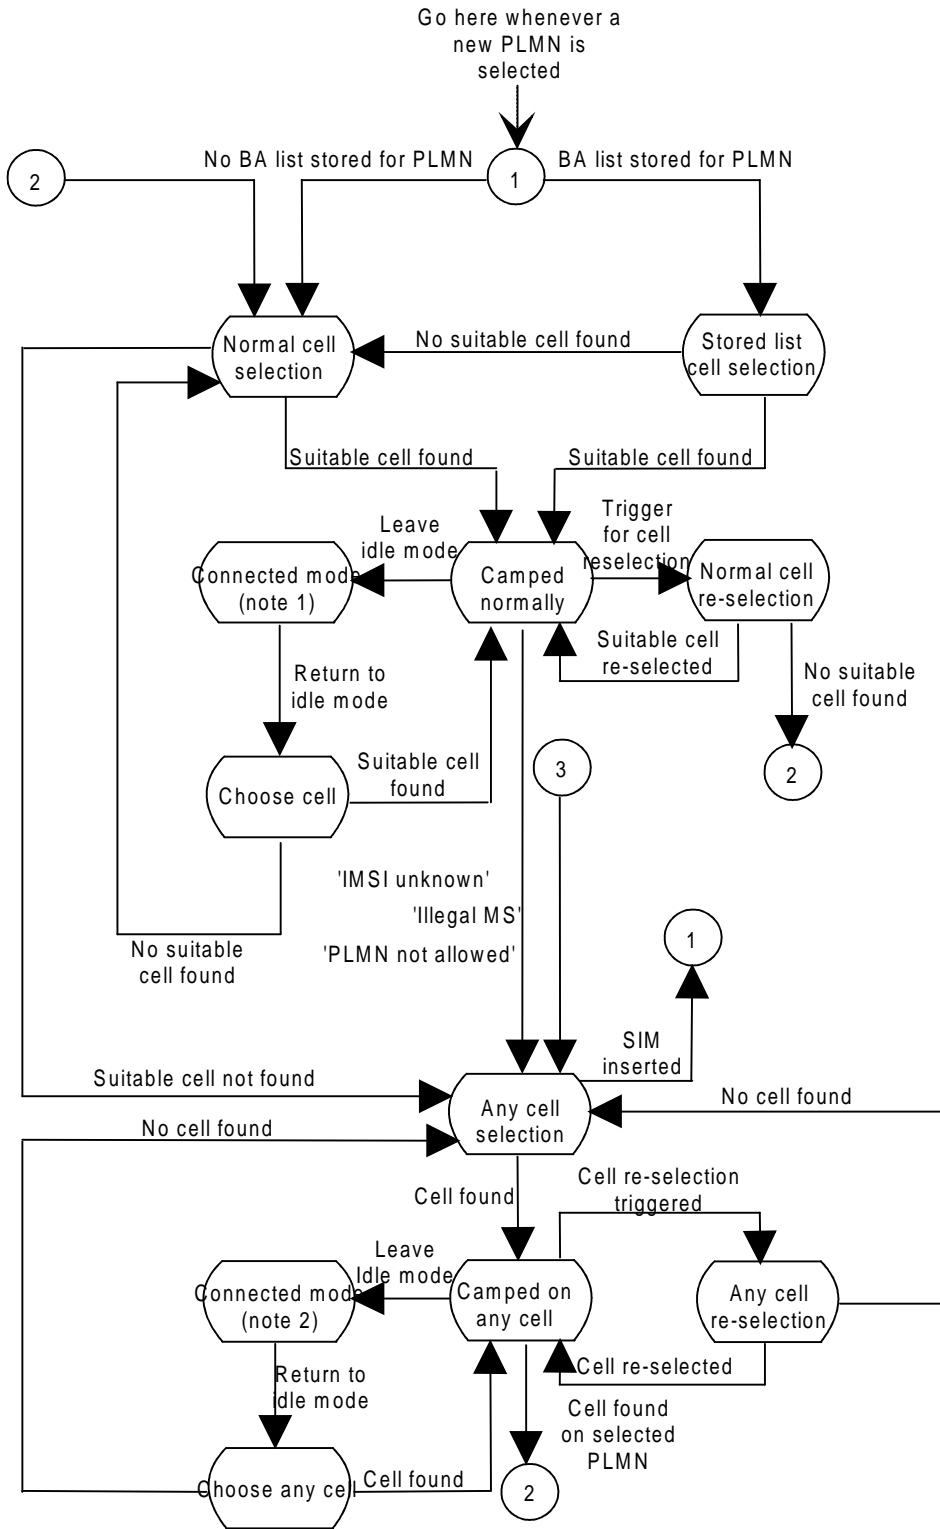 Go here whenever a
new PLMN is
selected
No BA list stored for PLMN
BA list stored for PLMN
2
1
Normal cell
selection
No suitable cell found
Stored list
cell selection
Suitable cell found
Suitable cell found
Leave
idle mode
Trigger
for cell
reselection
Connected mode
(note 1)
Camped
normally
Normal cell
re-selection
Suitable cell
re-selected
Return to
idle mode
No suitable
cell found
Choose cell
Suitable cell
found
3
2
'IMSI unknown'
'Illegal MS'
'PLMN not allowed'
No suitable
cell found
1
SIM
inserted
Suitable cell not found
Any cell
selection
No cell found
No cell found
Cell found
Cell re-selection
triggered
Leave
Idle mode
Connected mode
(note 2)
Camped on
any cell
Any cell
re-selection
Cell re-selected
Return to
idle mode
Cell found
on selected
PLMN
Choose any cell
Cell found
2